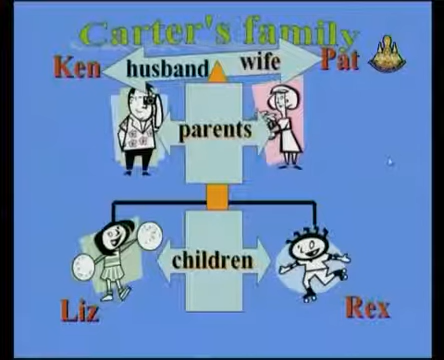 Carter's family
Ken husband wife Pat
parents
children
Liz Rex